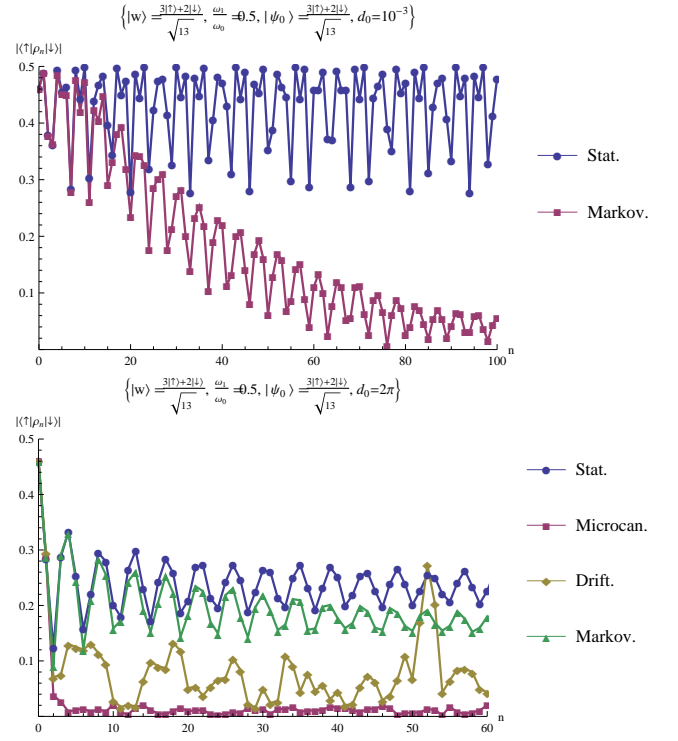 {|w⟩ = 3|↑⟩+2|↓⟩/√13, ω1/ω0 = 0.5, |ψ0⟩ = 3|↑⟩+2|↓⟩/√13, d0=10^-3}
|⟨↑|ρn|↓⟩|
0.5
0.4
0.3
0.2
0.1
0 20 40 60 80 100 n
Stat.
Markov.
{|w⟩ = 3|↑⟩+2|↓⟩/√13, ω1/ω0 = 0.5, |ψ0⟩ = 3|↑⟩+2|↓⟩/√13, d0=2π}
|⟨↑|ρn|↓⟩|
0.5
0.4
0.3
0.2
0.1
0 10 20 30 40 50 60 n
Stat.
Microcan.
Drift.
Markov.